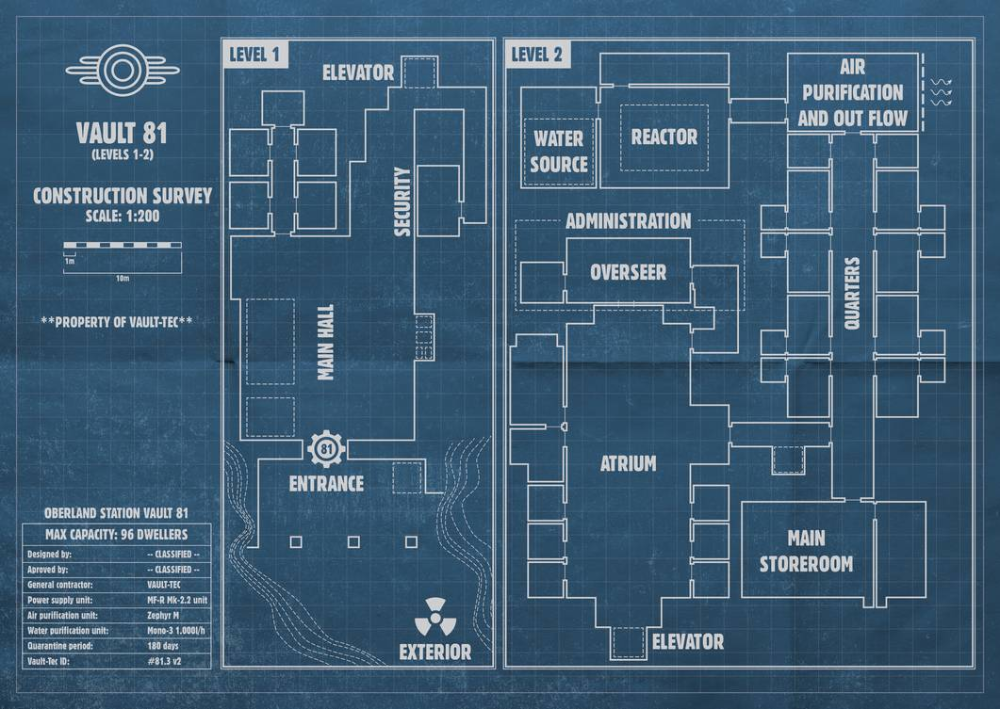 VAULT 81
(LEVELS 1-2)
CONSTRUCTION SURVEY
SCALE: 1:200
1m
10m
**PROPERTY OF VAULT-TEC**
OBERLAND STATION VAULT 81
MAX CAPACITY: 96 DWELLERS
Designed by: -- CLASSIFIED --
Aproved by: -- CLASSIFIED --
General contractor: VAULT-TEC
Power supply unit: MF-R Mk-2.2 unit
Air purification unit: Zephyr M
Water purification unit: Mono-3 1.000l/h
Quarantine period: 180 days
Vault-Tec ID: #81.3 v2
LEVEL 1
ELEVATOR
SECURITY
MAIN HALL
81
ENTRANCE
EXTERIOR
LEVEL 2
AIR
PURIFICATION
AND OUT FLOW
WATER
SOURCE
REACTOR
ADMINISTRATION
OVERSEER
QUARTERS
ATRIUM
MAIN
STOREROOM
ELEVATOR